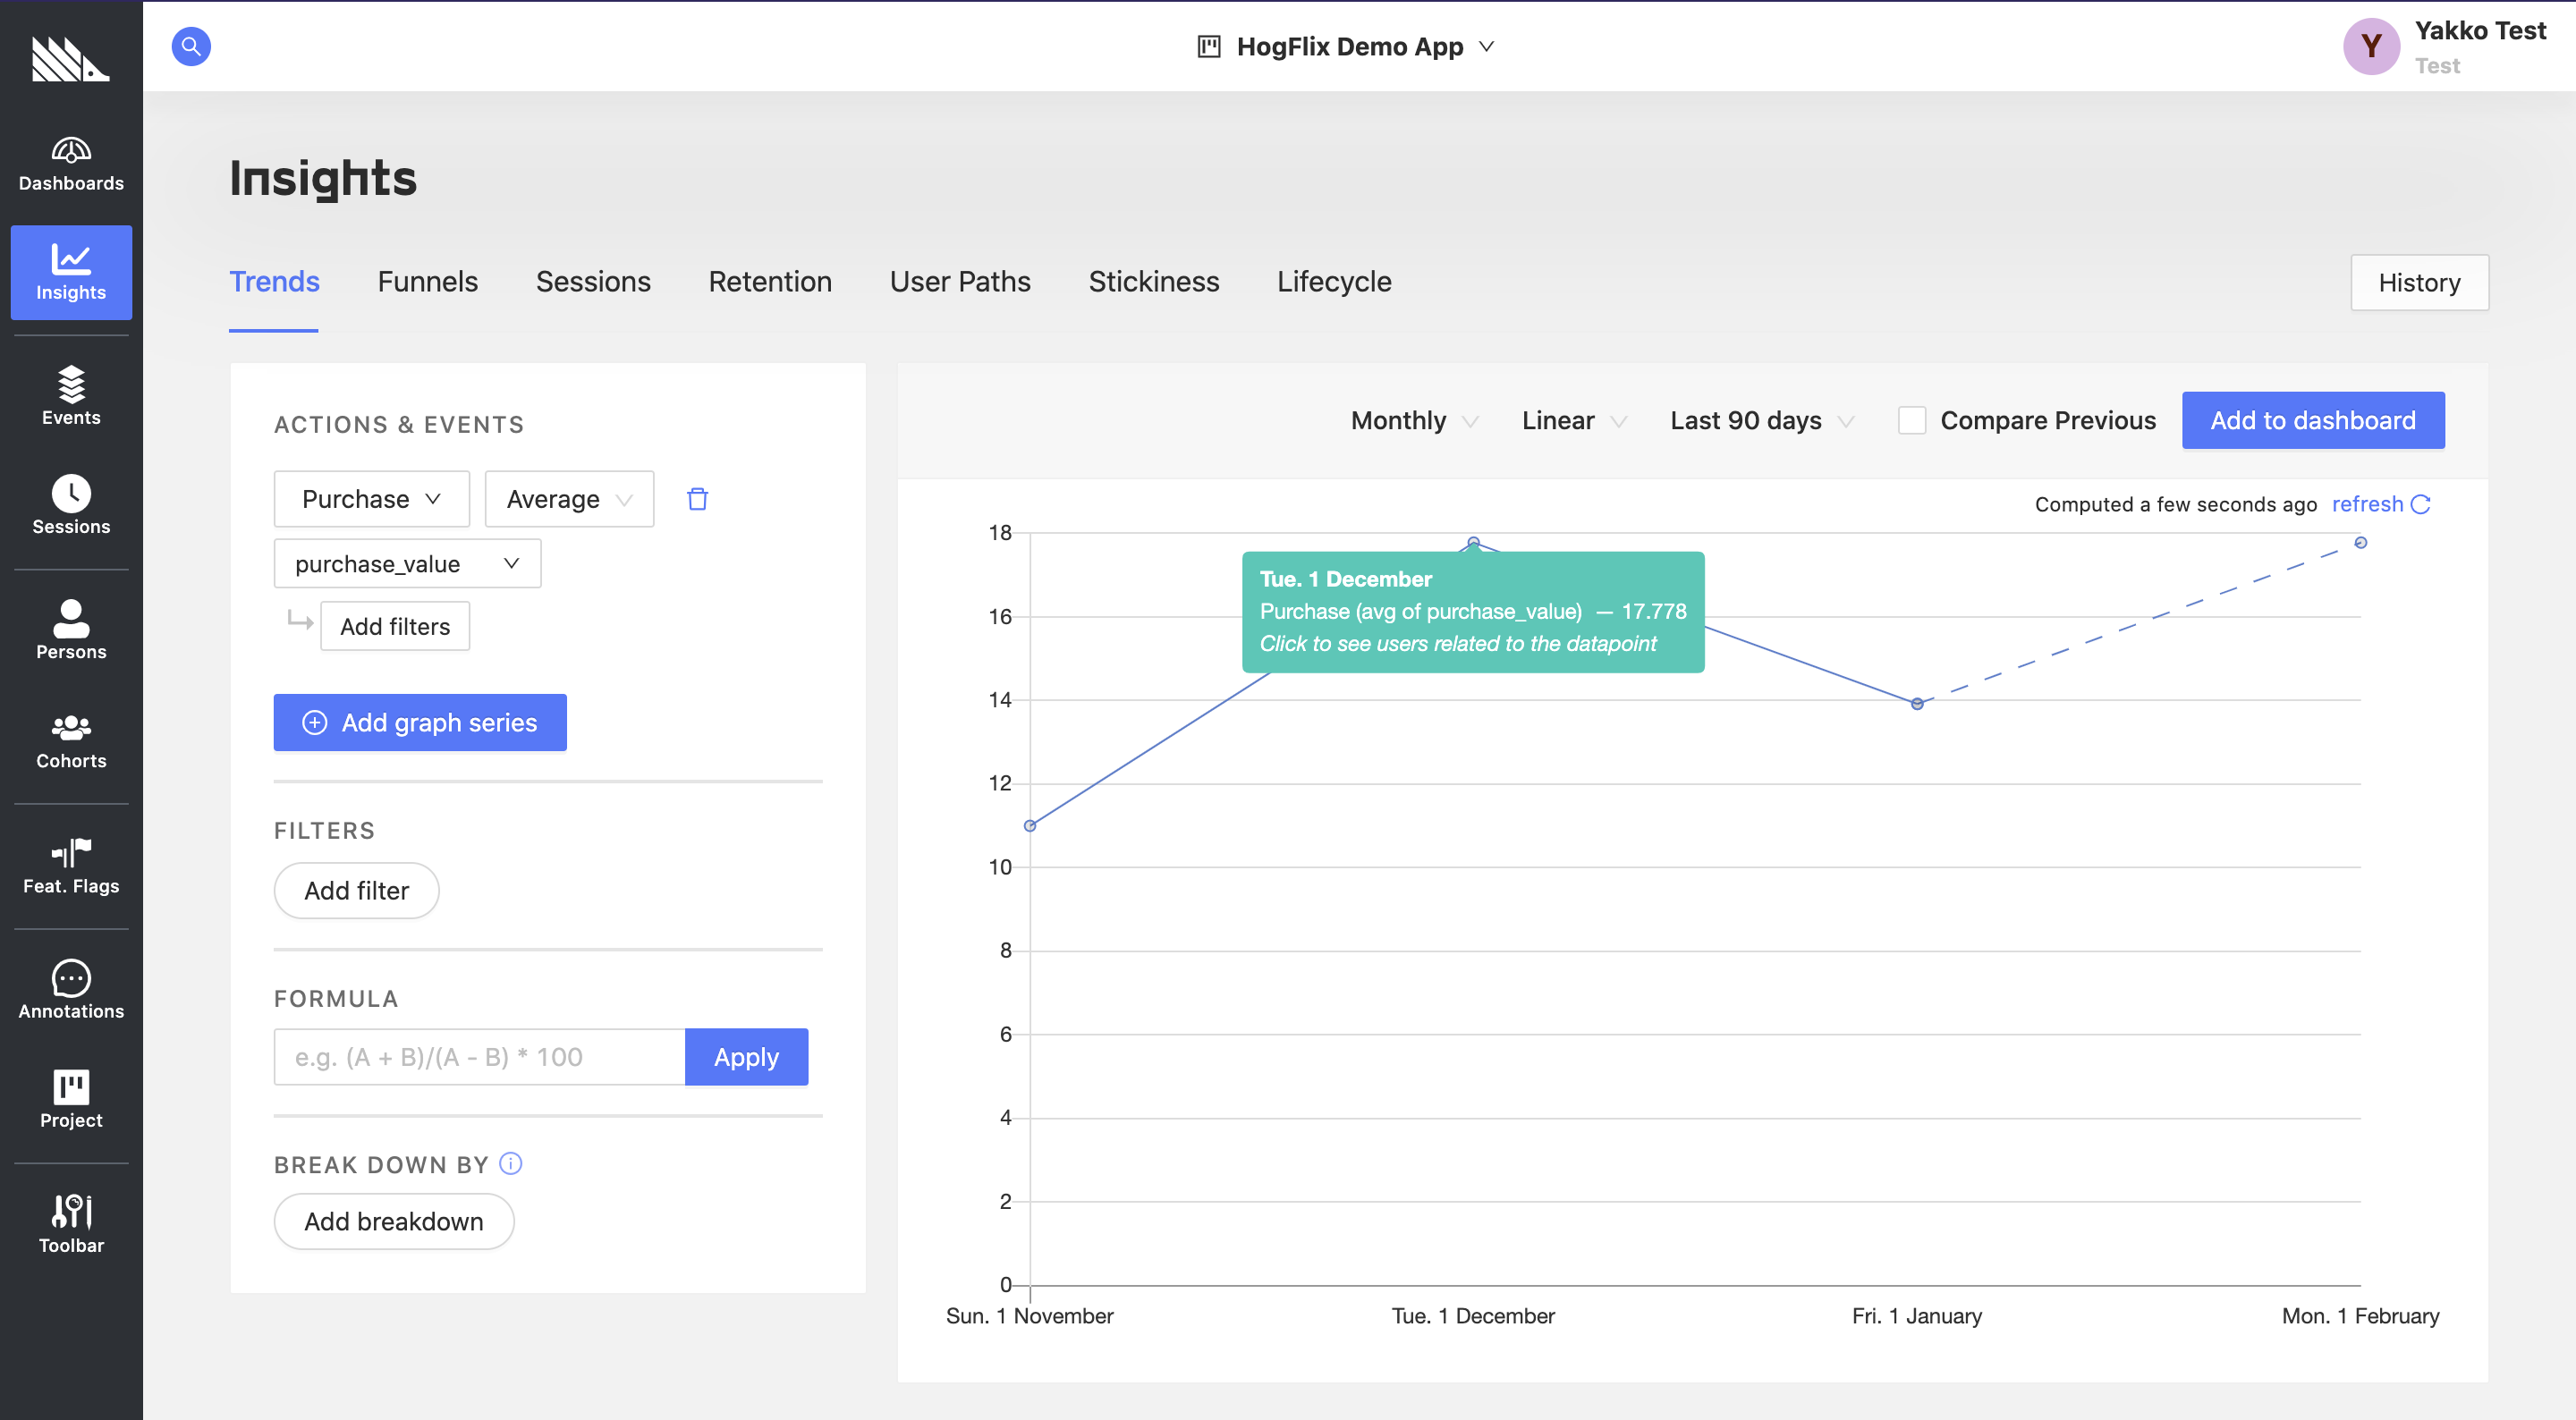 HogFlix Demo App
Y
Yakko Test
Test
Dashboards
Insights
Events
Sessions
Persons
Cohorts
Feat. Flags
Annotations
Project
Toolbar
Insights
Trends Funnels Sessions Retention User Paths Stickiness Lifecycle
History
ACTIONS & EVENTS
Purchase Average
purchase_value
Add filters
Add graph series
FILTERS
Add filter
FORMULA
e.g. (A + B)/(A - B) * 100 Apply
BREAK DOWN BY
Add breakdown
Monthly Linear Last 90 days Compare Previous Add to dashboard
Computed a few seconds ago refresh
18
16
14
12
10
8
6
4
2
0
Tue. 1 December
Purchase (avg of purchase_value) — 17.778
Click to see users related to the datapoint
Sun. 1 November Tue. 1 December Fri. 1 January Mon. 1 February